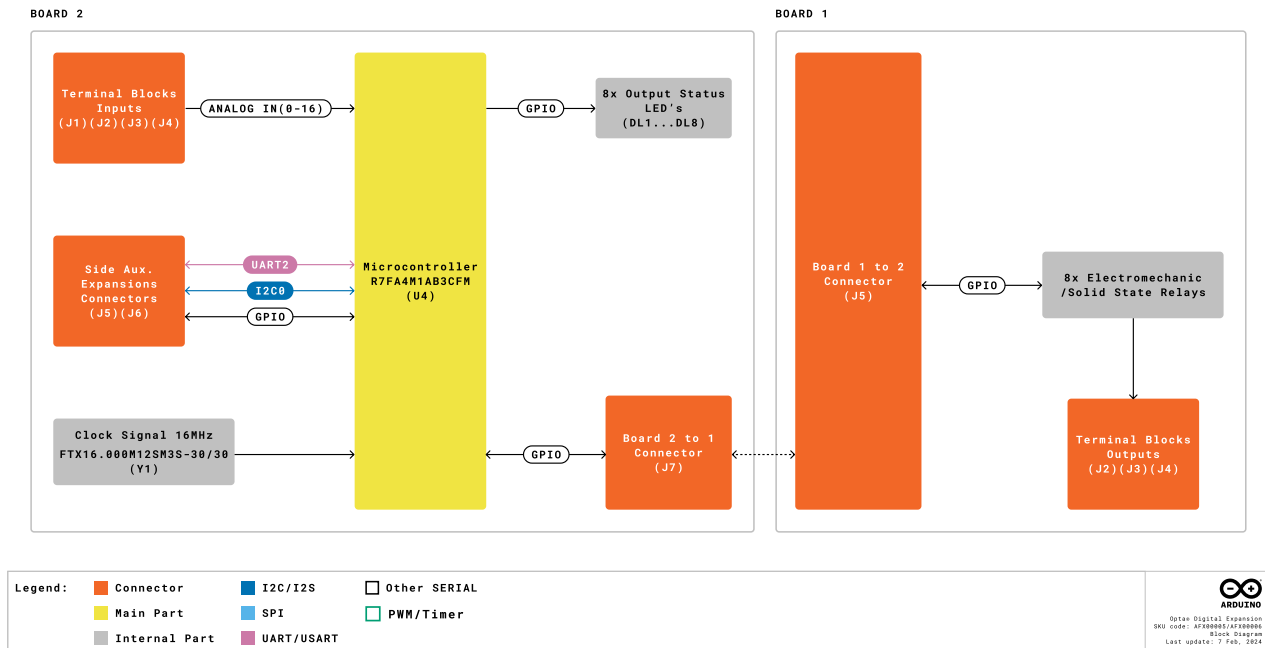 BOARD 2
BOARD 1
Terminal Blocks
Inputs
(J1)(J2)(J3)(J4)
ANALOG IN(0-16)
GPIO
8x Output Status
LED's
(DL1...DL8)
Side Aux.
Expansions
Connectors
(J5)(J6)
UART2
I2C0
GPIO
Microcontroller
R7FA4M1AB3CFM
(U4)
Clock Signal 16MHz
FTX16.000M12SM3S-30/30
(Y1)
GPIO
Board 2 to 1
Connector
(J7)
Board 1 to 2
Connector
(J5)
GPIO
8x Electromechanic
/Solid State Relays
Terminal Blocks
Outputs
(J2)(J3)(J4)
Legend:
Connector
Main Part
Internal Part
I2C/I2S
SPI
UART/USART
Other SERIAL
PWM/Timer
ARDUINO
Optan Digital Expansion
SKU code: AFX00005/AFX00006
Block Diagram
Last update: 7 Feb, 2024